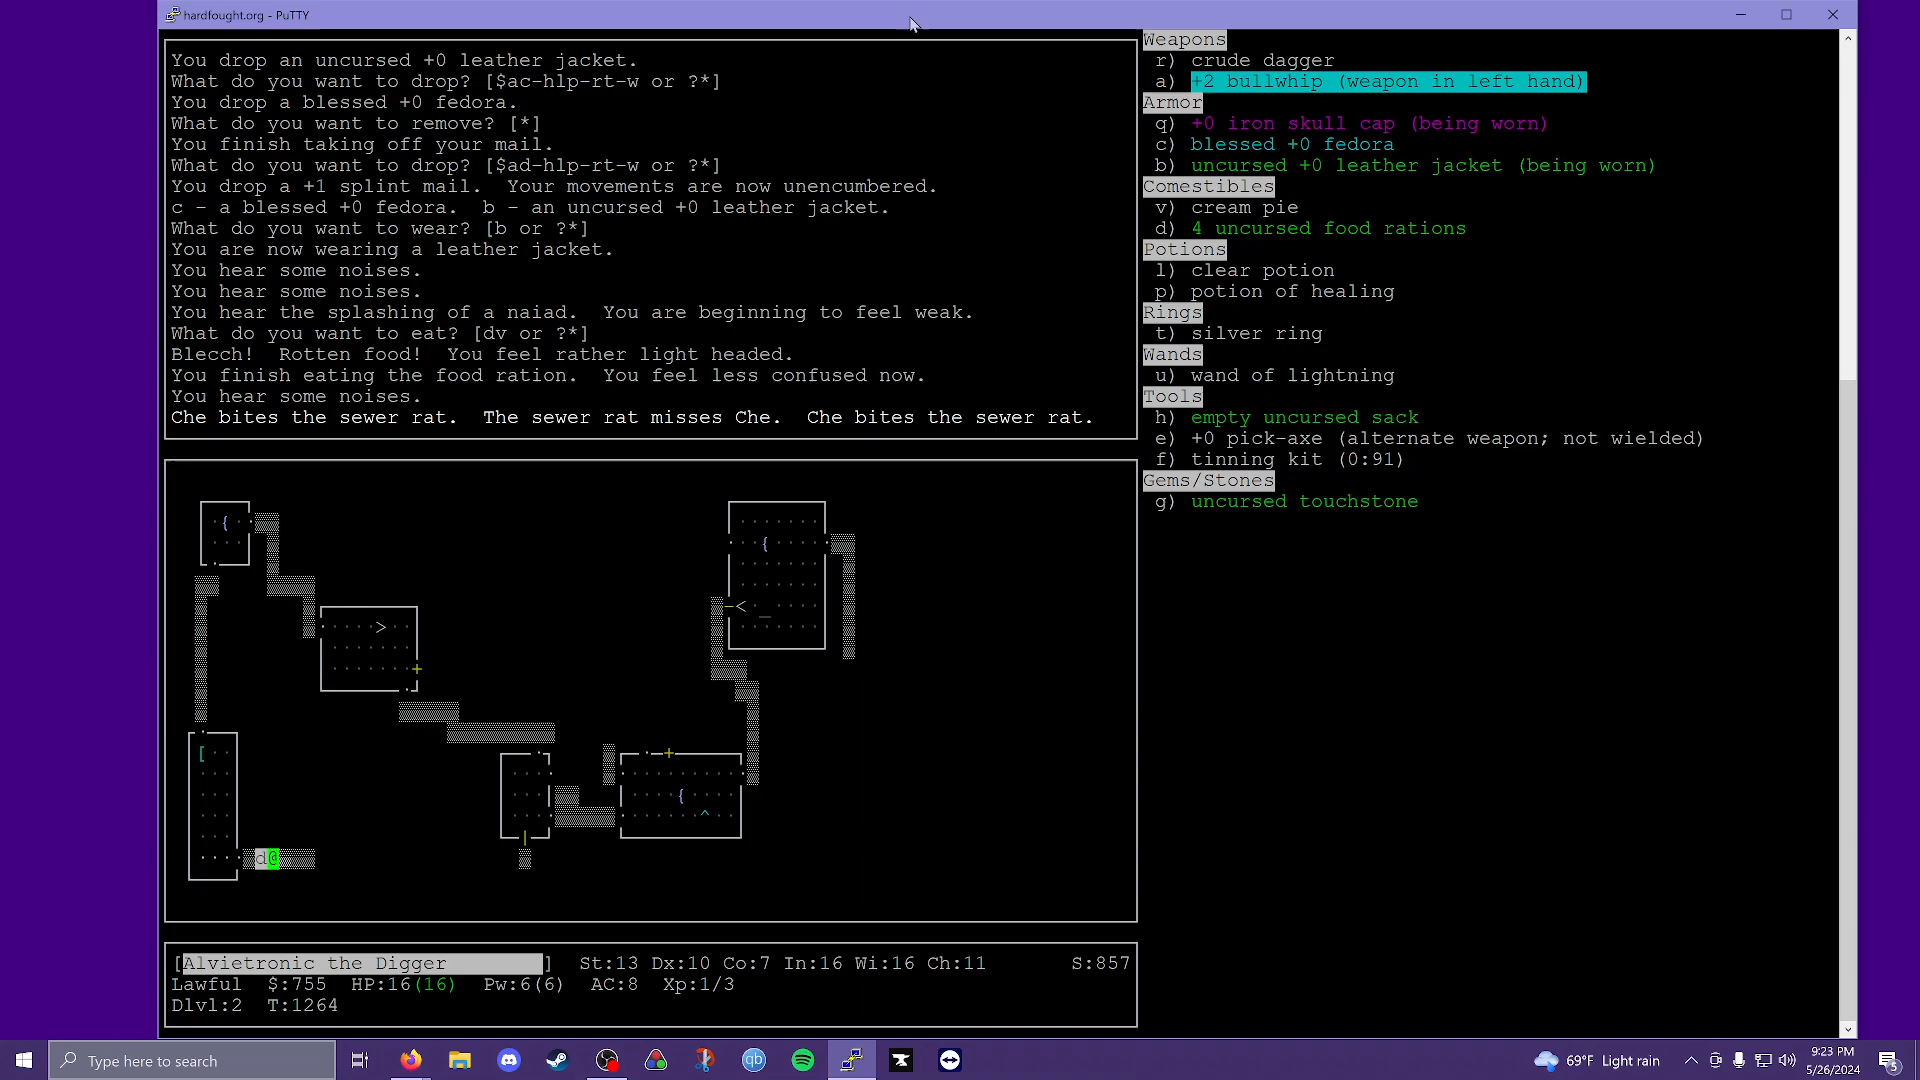 hardfought.org - PuTTY
You drop an uncursed +0 leather jacket.
What do you want to drop? [$ac-hlp-rt-w or ?*]
You drop a blessed +0 fedora.
What do you want to remove? [*]
You finish taking off your mail.
What do you want to drop? [$ad-hlp-rt-w or ?*]
You drop a +1 splint mail.  Your movements are now unencumbered.
c - a blessed +0 fedora.  b - an uncursed +0 leather jacket.
What do you want to wear? [b or ?*]
You are now wearing a leather jacket.
You hear some noises.
You hear some noises.
You hear the splashing of a naiad.  You are beginning to feel weak.
What do you want to eat? [dv or ?*]
Blecch!  Rotten food!  You feel rather light headed.
You finish eating the food ration.  You feel less confused now.
You hear some noises.
Che bites the sewer rat.  The sewer rat misses Che.  Che bites the sewer rat.
Weapons
r) crude dagger
a) +2 bullwhip (weapon in left hand)
Armor
q) +0 iron skull cap (being worn)
c) blessed +0 fedora
b) uncursed +0 leather jacket (being worn)
Comestibles
v) cream pie
d) 4 uncursed food rations
Potions
l) clear potion
p) potion of healing
Rings
t) silver ring
Wands
u) wand of lightning
Tools
h) empty uncursed sack
e) +0 pick-axe (alternate weapon; not wielded)
f) tinning kit (0:91)
Gems/Stones
g) uncursed touchstone
{
{
<
_
>
+
[
+
{
^
d@
[Alvietronic the Digger] St:13 Dx:10 Co:7 In:16 Wi:16 Ch:11 S:857
Lawful $:755 HP:16(16) Pw:6(6) AC:8 Xp:1/3
Dlvl:2 T:1264
Type here to search
qb
69°F Light rain
9:23 PM
5/26/2024
5